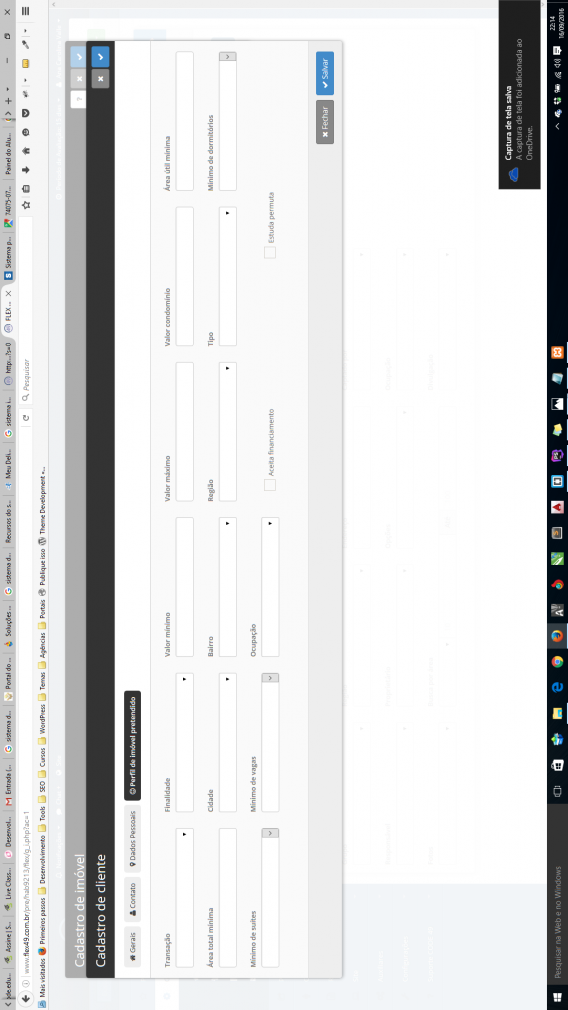 ode.edu...
Assine | S...
Live Class...
Desenvol...
Entrada (...
sistema d...
Portal do ...
Soluções ...
sistema d...
Recursos do s...
Meu Deli...
sistema i...
http:...?s=0
FLEX...
Sistema p...
74075-07...
Painel do Alu...
www.flex49.com.br/pre/hab9213/flex/g_i.php?ac=1
Pesquisar
Mais visitados
Primeiros passos
Desenvolvimento
Tools
SEO
Cursos
WordPress
Temas
Agências
Portais
Publique isso
Theme Development «...
Cadastro de imóvel
?
Cadastro de cliente
Gerais
Contato
Dados Pessoais
Perfil de imóvel pretendido
Transação
Finalidade
Valor mínimo
Valor máximo
Valor condomínio
Área útil mínima
Área total mínima
Cidade
Bairro
Região
Tipo
Mínimo de dormitórios
Mínimo de suítes
Mínimo de vagas
Ocupação
Aceita financiamento
Estuda permuta
Fechar
Salvar
Captura de tela salva
A captura de tela foi adicionada ao
OneDrive.
Pesquisar na Web e no Windows
22:14
16/09/2016